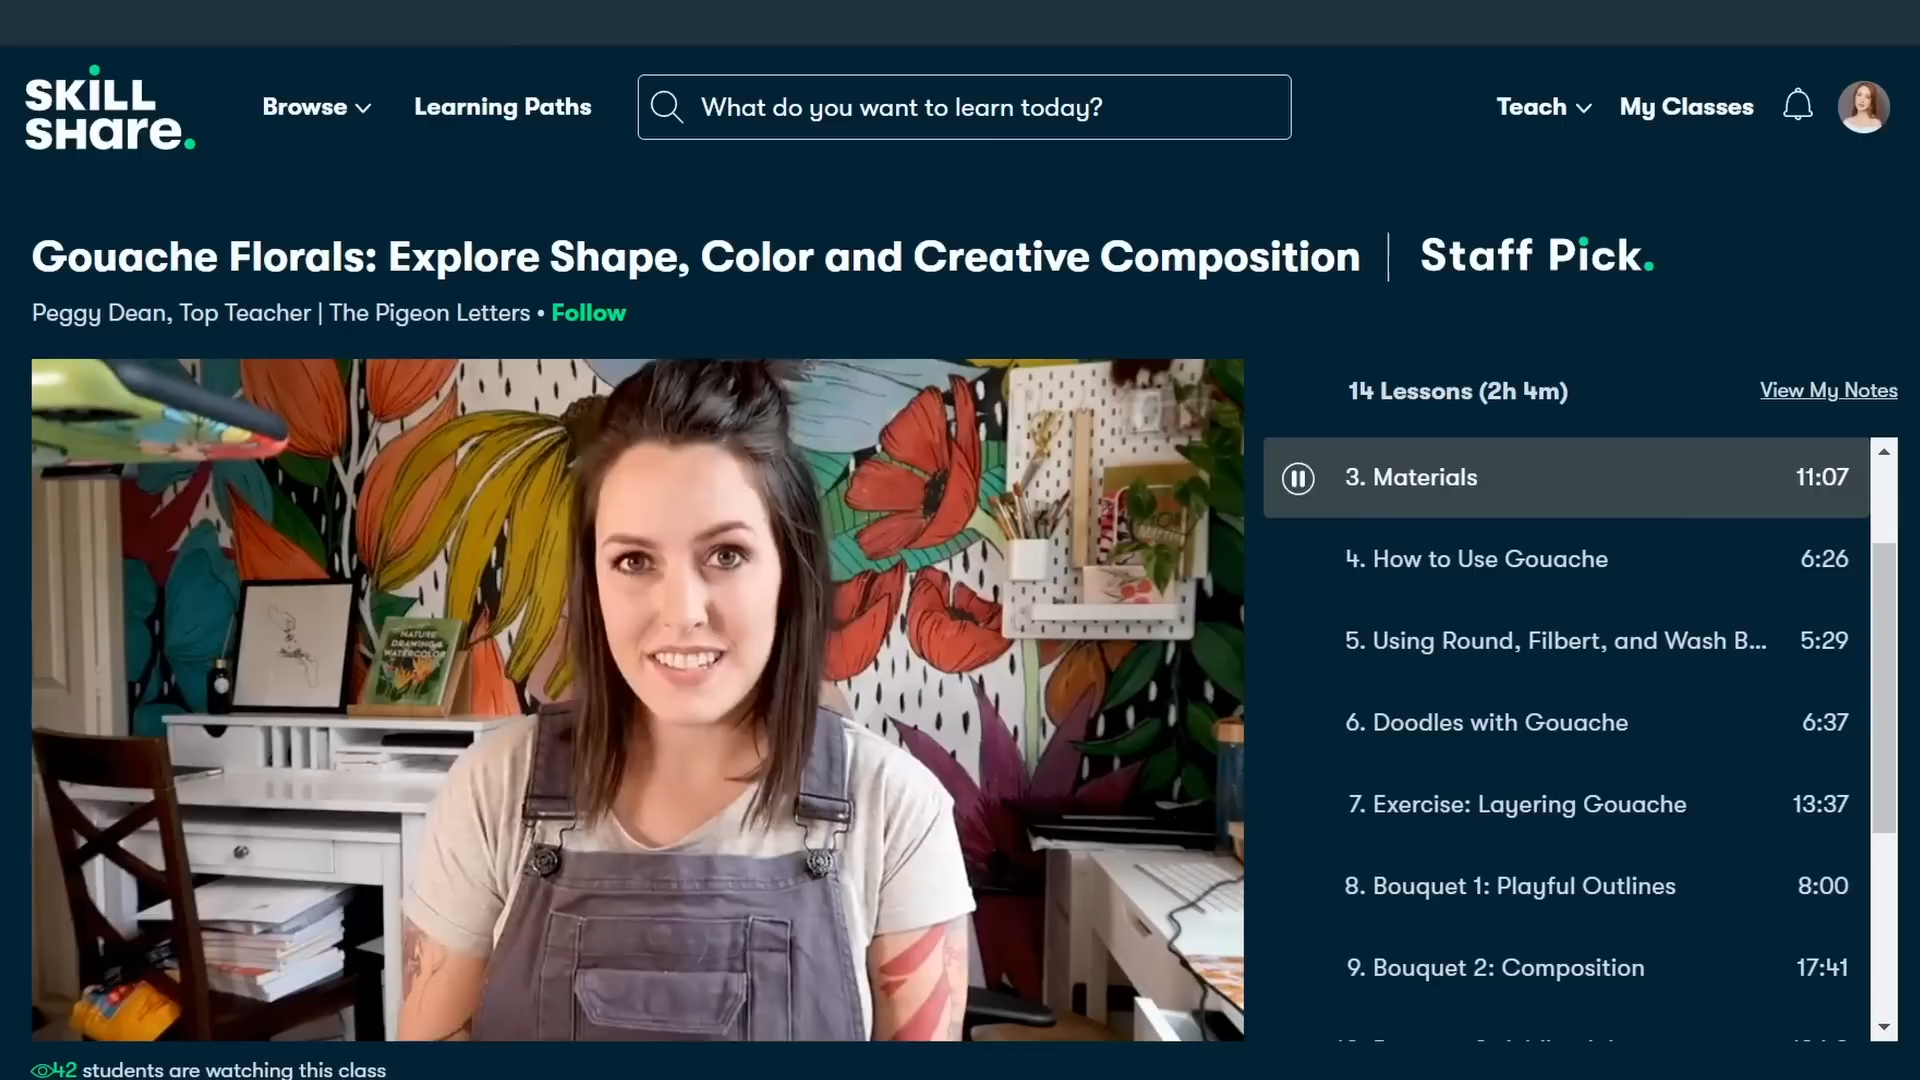 SKiLL
SHare.
Browse
Learning Paths
What do you want to learn today?
Teach
My Classes
Gouache Florals: Explore Shape, Color and Creative Composition
Staff Pick.
Peggy Dean, Top Teacher | The Pigeon Letters • Follow
14 Lessons (2h 4m)
View My Notes
3. Materials 11:07
4. How to Use Gouache 6:26
5. Using Round, Filbert, and Wash B... 5:29
6. Doodles with Gouache 6:37
7. Exercise: Layering Gouache 13:37
8. Bouquet 1: Playful Outlines 8:00
9. Bouquet 2: Composition 17:41
NATURE
DRAWING &
WATERCOLOR
42 students are watching this class